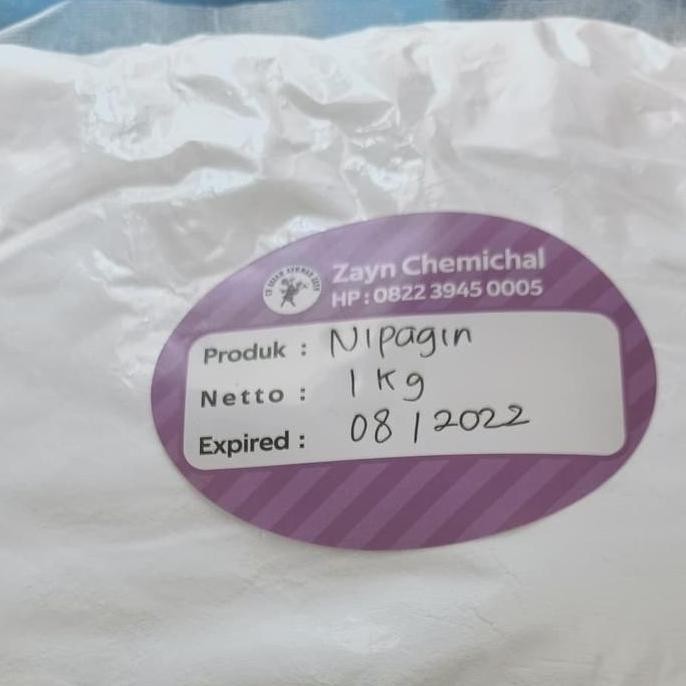 Zayn Chemichal
HP : 0822 3945 0005
Produk : Nipagin
Netto : 1 Kg
Expired : 08 / 2022